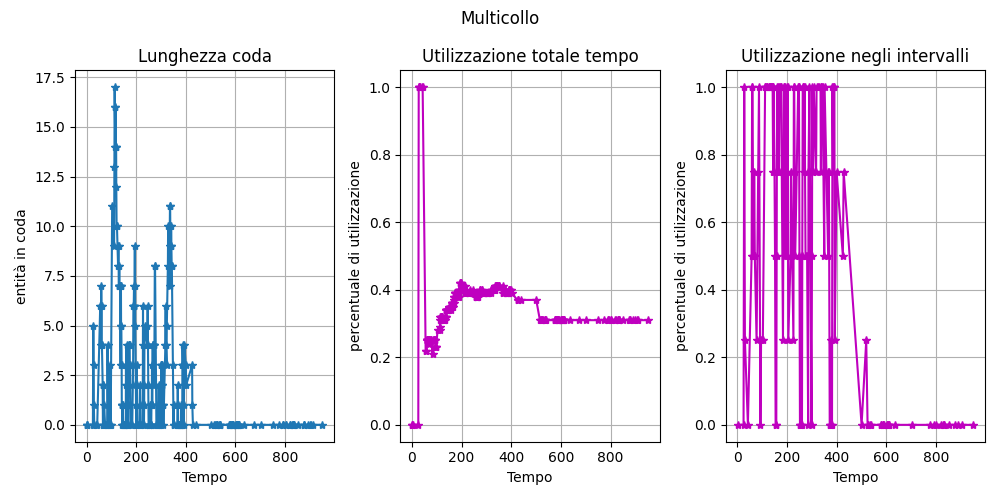 Multicollo
Lunghezza coda
entità in coda
17.5
15.0
12.5
10.0
7.5
5.0
2.5
0.0
0 200 400 600 800
Tempo
Utilizzazione totale tempo
percentuale di utilizzazione
1.0
0.8
0.6
0.4
0.2
0.0
0 200 400 600 800
Tempo
Utilizzazione negli intervalli
percentuale di utilizzazione
1.0
0.8
0.6
0.4
0.2
0.0
0 200 400 600 800
Tempo